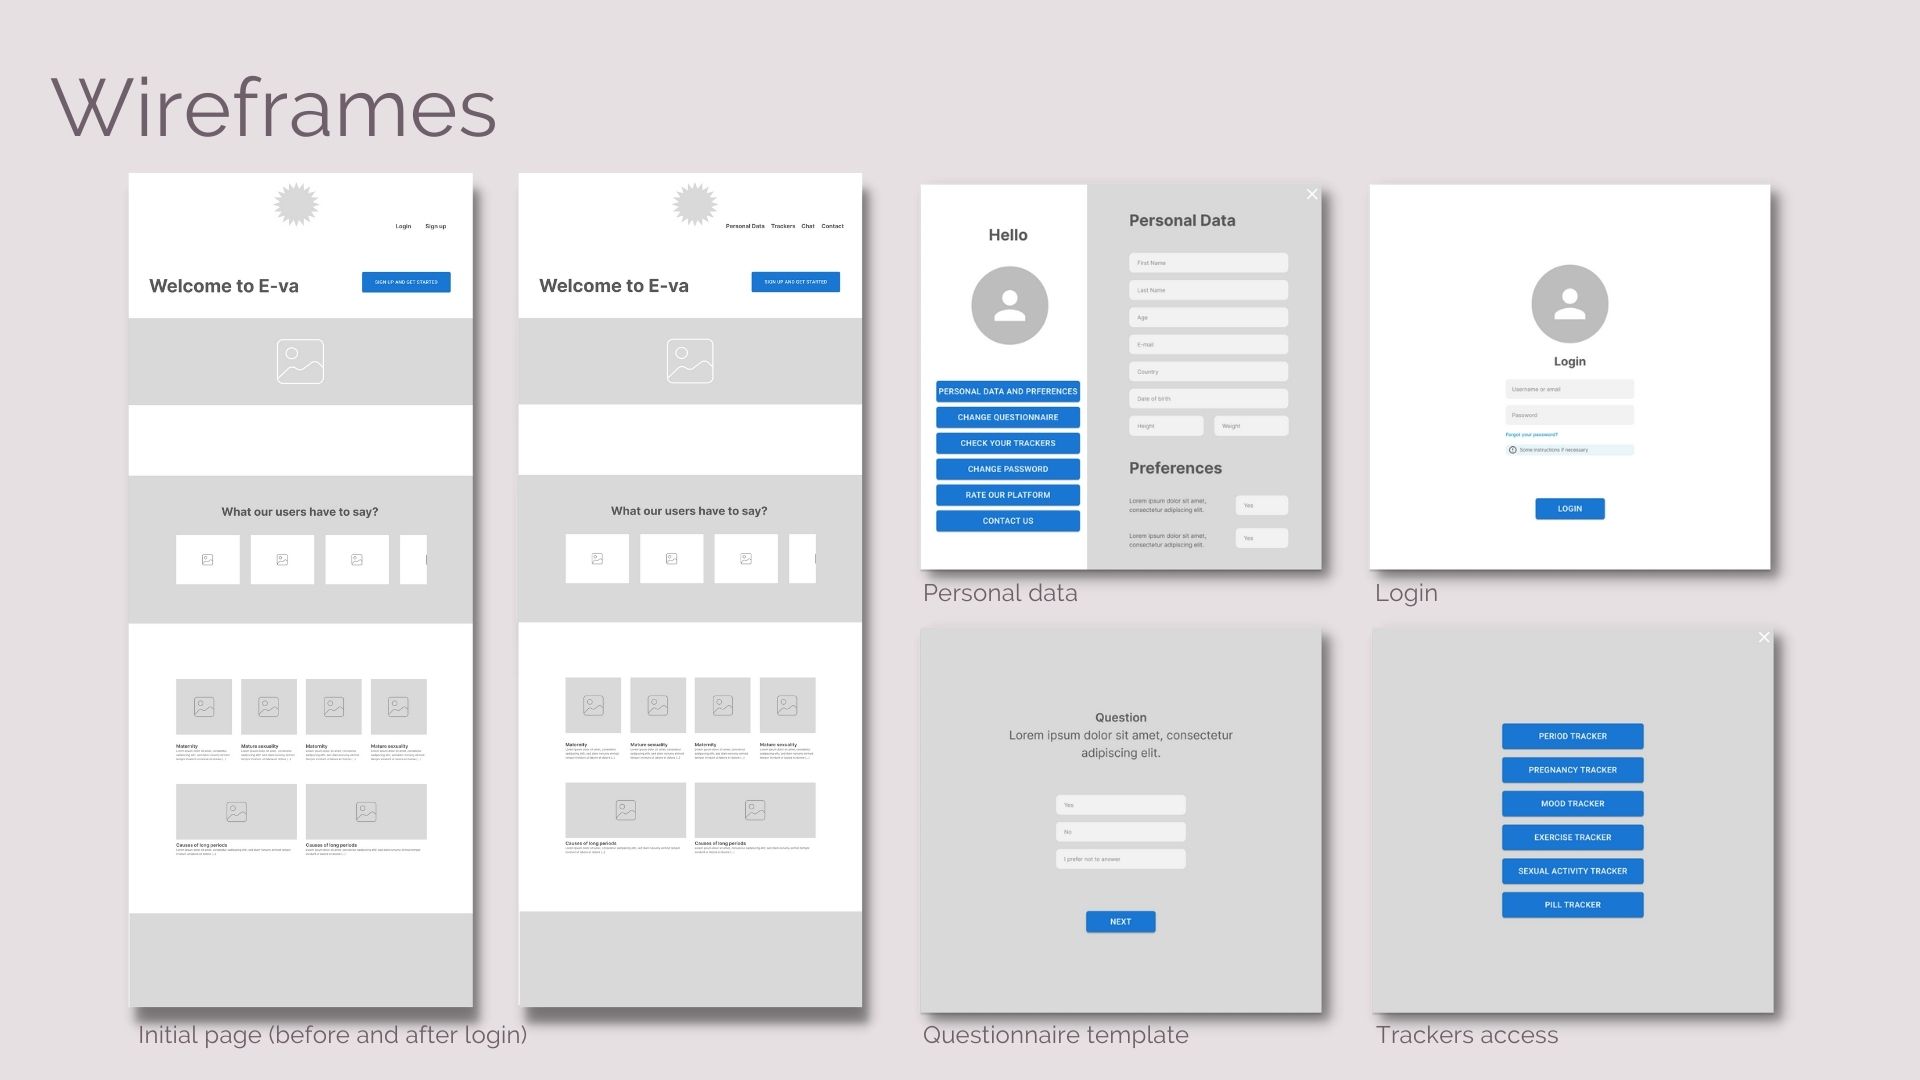 Wireframes
Login Sign up
Welcome to E-va
SIGN UP AND GET STARTED
What our users have to say?
Maternity
Mature sexuality
Maternity
Mature sexuality
Causes of long periods
Causes of long periods
Personal Data Trackers Chat Contact
Welcome to E-va
SIGN UP AND GET STARTED
What our users have to say?
Maternity
Mature sexuality
Maternity
Mature sexuality
Causes of long periods
Causes of long periods
Initial page (before and after login)
Hello
PERSONAL DATA AND PRFERENCES
CHANGE QUESTIONNAIRE
CHECK YOUR TRACKERS
CHANGE PASSWORD
RATE OUR PLATFORM
CONTACT US
Personal Data
First Name
Last Name
Age
E-mail
Country
Date of birth
Height
Weight
Preferences
Lorem ipsum dolor sit amet,
consectetur adipiscing elit.
Yes
Lorem ipsum dolor sit amet,
consectetur adipiscing elit.
Yes
Personal data
Login
Username or email
Password
Forgot your password?
Some instructions if necessary
LOGIN
Login
Question
Lorem ipsum dolor sit amet, consectetur
adipiscing elit.
Yes
No
I prefer not to answer
NEXT
Questionnaire template
PERIOD TRACKER
PREGNANCY TRACKER
MOOD TRACKER
EXERCISE TRACKER
SEXUAL ACTIVITY TRACKER
PILL TRACKER
Trackers access